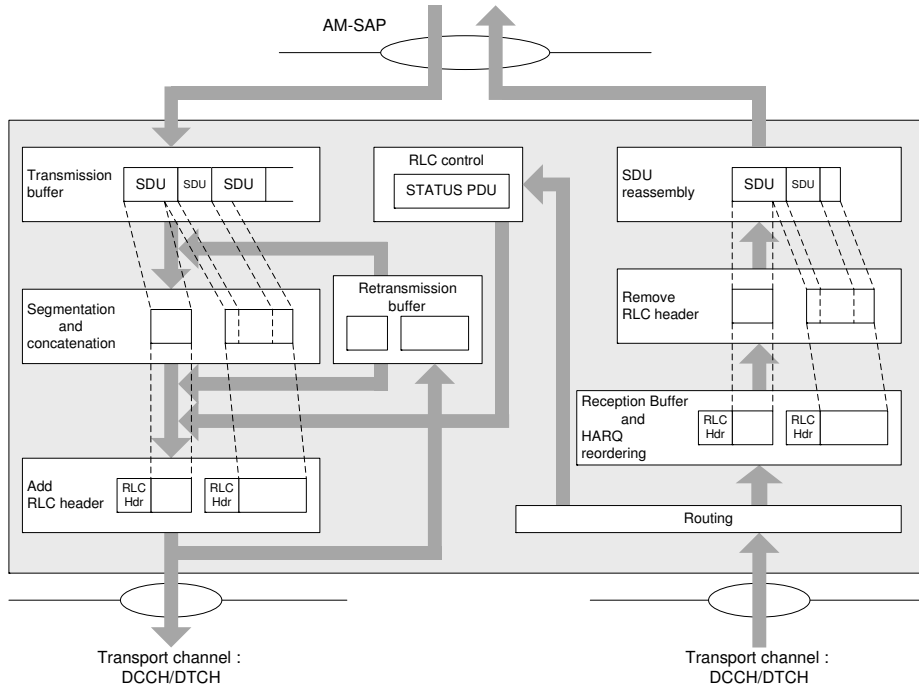 AM-SAP
Transmission
buffer
SDU
SDU
SDU
RLC control
STATUS PDU
SDU
reassembly
SDU
SDU
Segmentation
and
concatenation
Retransmission
buffer
Remove
RLC header
Reception Buffer
and
HARQ
reordering
RLC
Hdr
RLC
Hdr
Add
RLC header
RLC
Hdr
RLC
Hdr
Routing
Transport channel :
DCCH/DTCH
Transport channel :
DCCH/DTCH